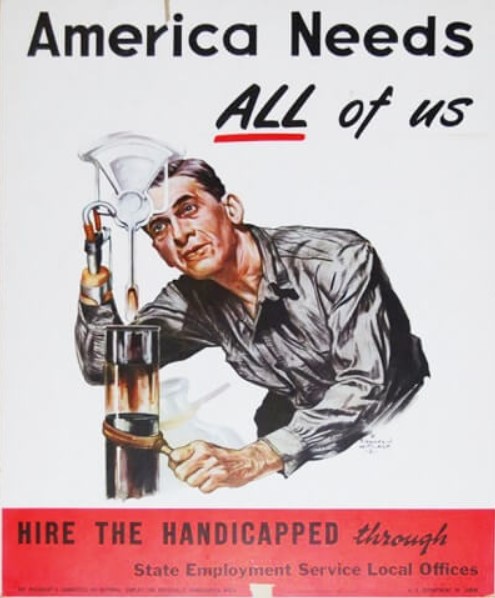 America Needs
ALL of us
HIRE THE HANDICAPPED through
State Employment Service Local Offices